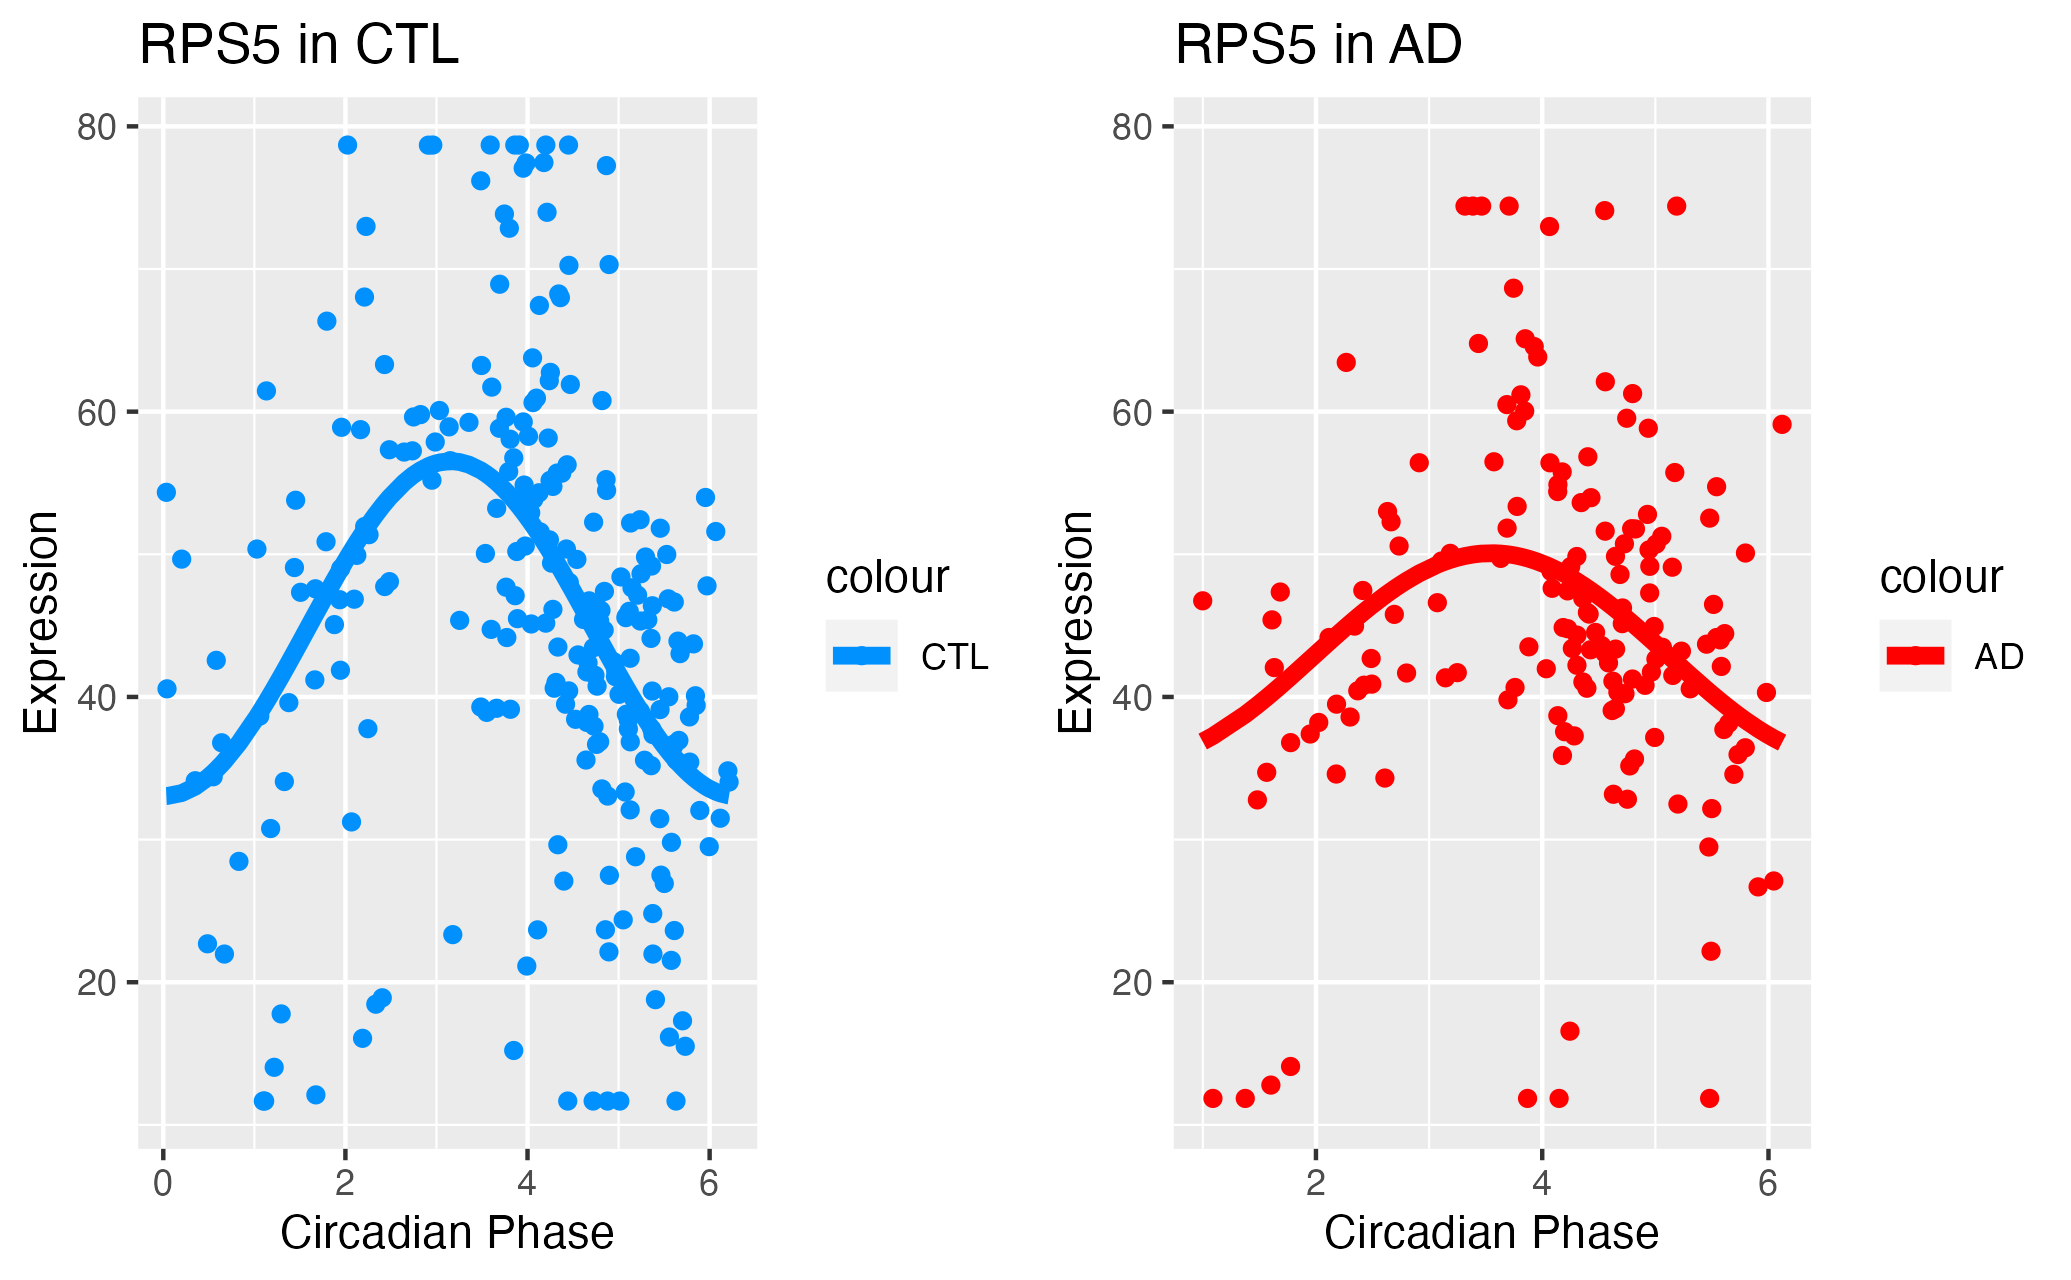 RPS5 in CTL
80
60
40
20
Expression
0 2 4 6
Circadian Phase
colour
CTL
RPS5 in AD
80
60
40
20
Expression
2 4 6
Circadian Phase
colour
AD